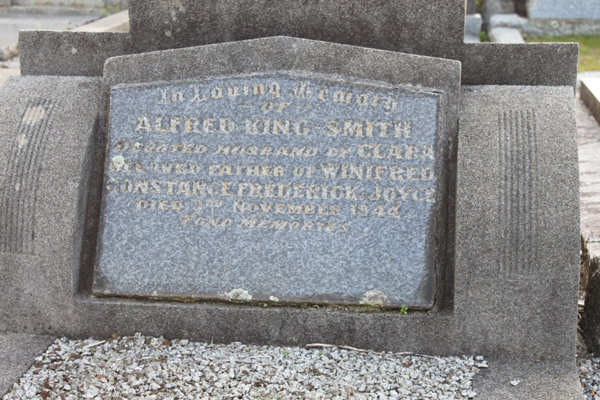 In Loving Memory
of
ALFRED KING SMITH
DEVOTED HUSBAND OF CLARA
BELOVED FATHER OF WINIFRED
CONSTANCE FREDERICK JOYCE
DIED NOVEMBER 1944
FOND MEMORIES